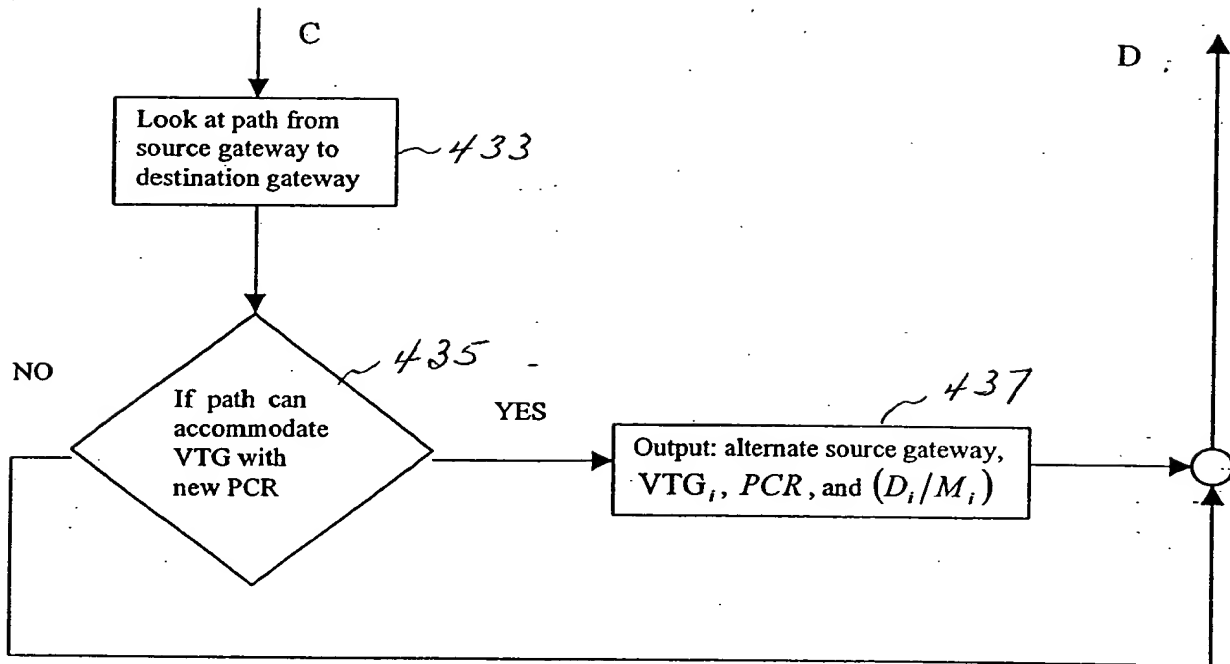 C
D
Look at path from
source gateway to
destination gateway
433
435
NO
If path can
accommodate
VTG with
new PCR
YES
437
Output: alternate source gateway,
VTG_i, PCR, and (D_i/M_i)